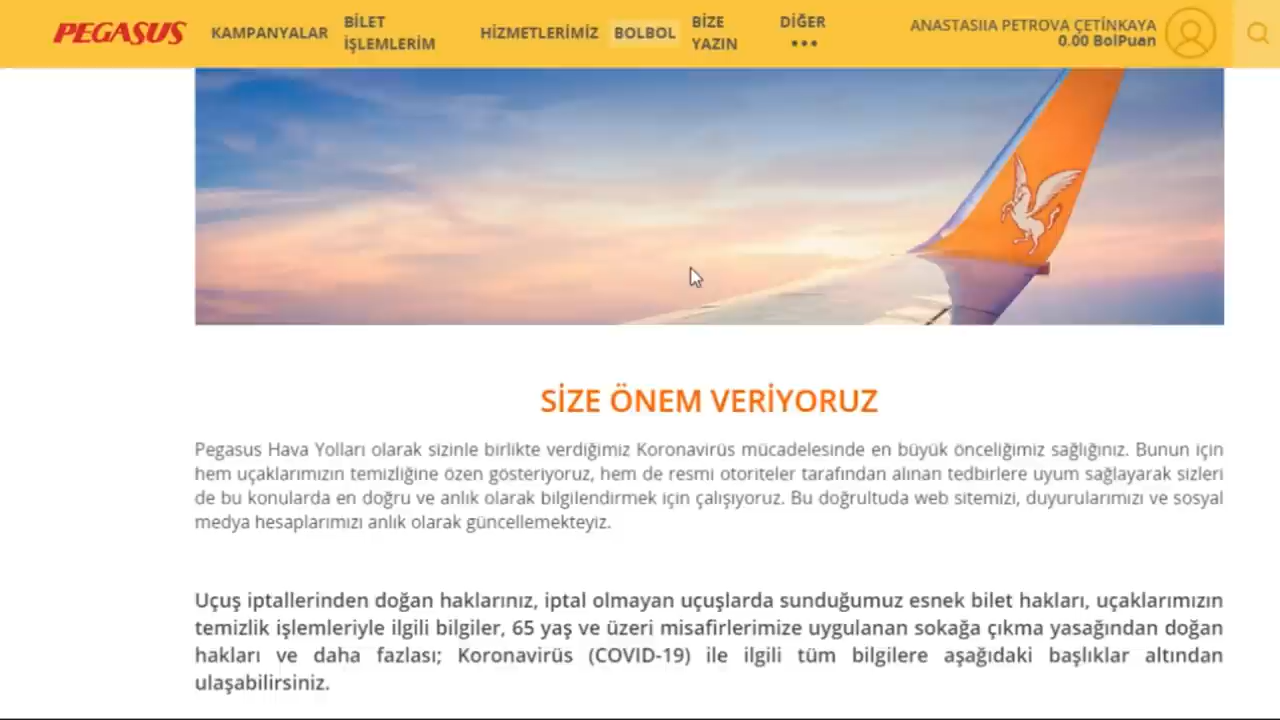 PEGASUS
KAMPANYALAR
BİLET
İŞLEMLERİM
HİZMETLERİMİZ
BOLBOL
BİZE
YAZIN
DİĞER
ANASTASIIA PETROVA ÇETİNKAYA
0.00 BolPuan
SİZE ÖNEM VERİYORUZ
Pegasus Hava Yolları olarak sizinle birlikte verdiğimiz Koronavirüs mücadelesinde en büyük önceliğimiz sağlığınız. Bunun için
hem uçaklarımızın temizliğine özen gösteriyoruz, hem de resmi otoriteler tarafından alınan tedbirlere uyum sağlayarak sizleri
de bu konularda en doğru ve anlık olarak bilgilendirmek için çalışıyoruz. Bu doğrultuda web sitemizi, duyurularımızı ve sosyal
medya hesaplarımızı anlık olarak güncellemekteyiz.
Uçuş iptallerinden doğan haklarınız, iptal olmayan uçuşlarda sunduğumuz esnek bilet hakları, uçaklarımızın
temizlik işlemleriyle ilgili bilgiler, 65 yaş ve üzeri misafirlerimize uygulanan sokağa çıkma yasağından doğan
hakları ve daha fazlası; Koronavirüs (COVID-19) ile ilgili tüm bilgilere aşağıdaki başlıklar altından
ulaşabilirsiniz.